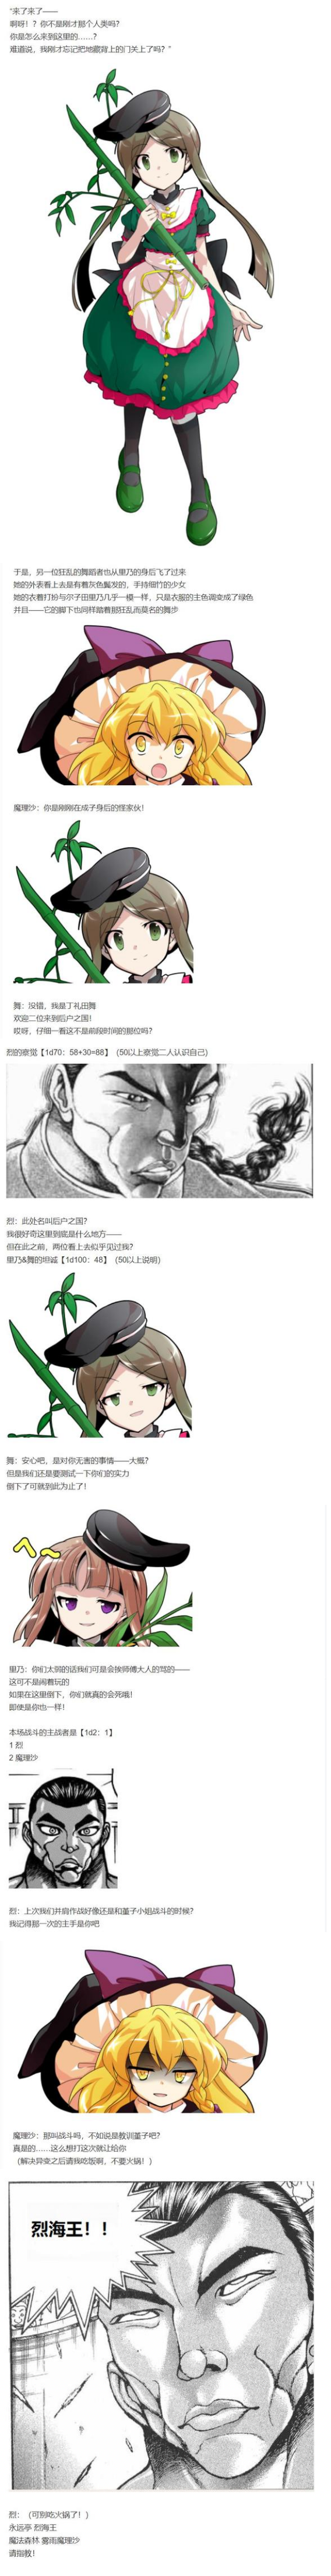 “来了来了——
啊呀！？你不是刚才那个人类吗?
你是怎么来到这里的……?
难道说，我刚才忘记把地藏背上的门关上了吗？”
于是，另一位狂乱的舞蹈者也从里乃的身后飞了过来
她的外表看上去是有着灰色鬓发的，手持细竹的少女
她的衣着打扮与尔子田里乃几乎一模一样，只是衣服的主色调变成了绿色
并且——它的脚下也同样踏着那狂乱而莫名的舞步
魔理沙：你是刚刚在成子身后的怪家伙！
舞：没错，我是丁礼田舞
欢迎二位来到后户之国！
哎呀，仔细一看这不是前段时间的那位吗?
烈的察觉【1d70：58+30=88】 (50以上察觉二人认识自己)
烈：此处名叫后户之国?
我很好奇这里到底是什么地方——
但在此之前，两位看上去似乎见过我?
里乃&舞的坦诚【1d100：48】 (50以上说明)
舞：安心吧，是对你无害的事情——大概?
但是我们还是要测试一下你们的实力
倒下了可就到此为止了！
里乃：你们太弱的话我们可是会挨师傅大人的骂的——
这可不是闹着玩的
如果在这里倒下，你们就真的会死哦！
即使是你也一样！
本场战斗的主战者是【1d2：1】
1 烈
2 魔理沙
烈：上次我们并肩作战好像还是和堇子小姐战斗的时候?
我记得那一次的主手是你吧
魔理沙：那叫战斗吗，不如说是教训堇子吧?
真是的……这么想打这次就让给你
（解决异变之后请我吃饭啊，不要火锅！）
烈海王！！
烈：（可别吃火锅了！）
永远亭 烈海王
魔法森林 雾雨魔理沙
请指教！